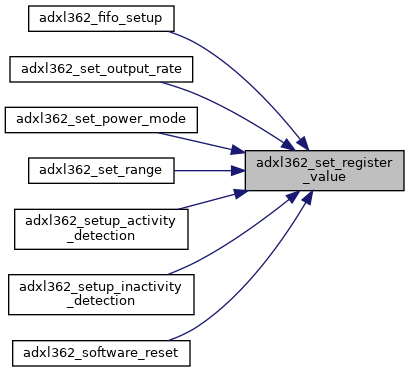 adxl362_fifo_setup
adxl362_set_output_rate
adxl362_set_power_mode
adxl362_set_range
adxl362_setup_activity
_detection
adxl362_setup_inactivity
_detection
adxl362_software_reset
adxl362_set_register
_value